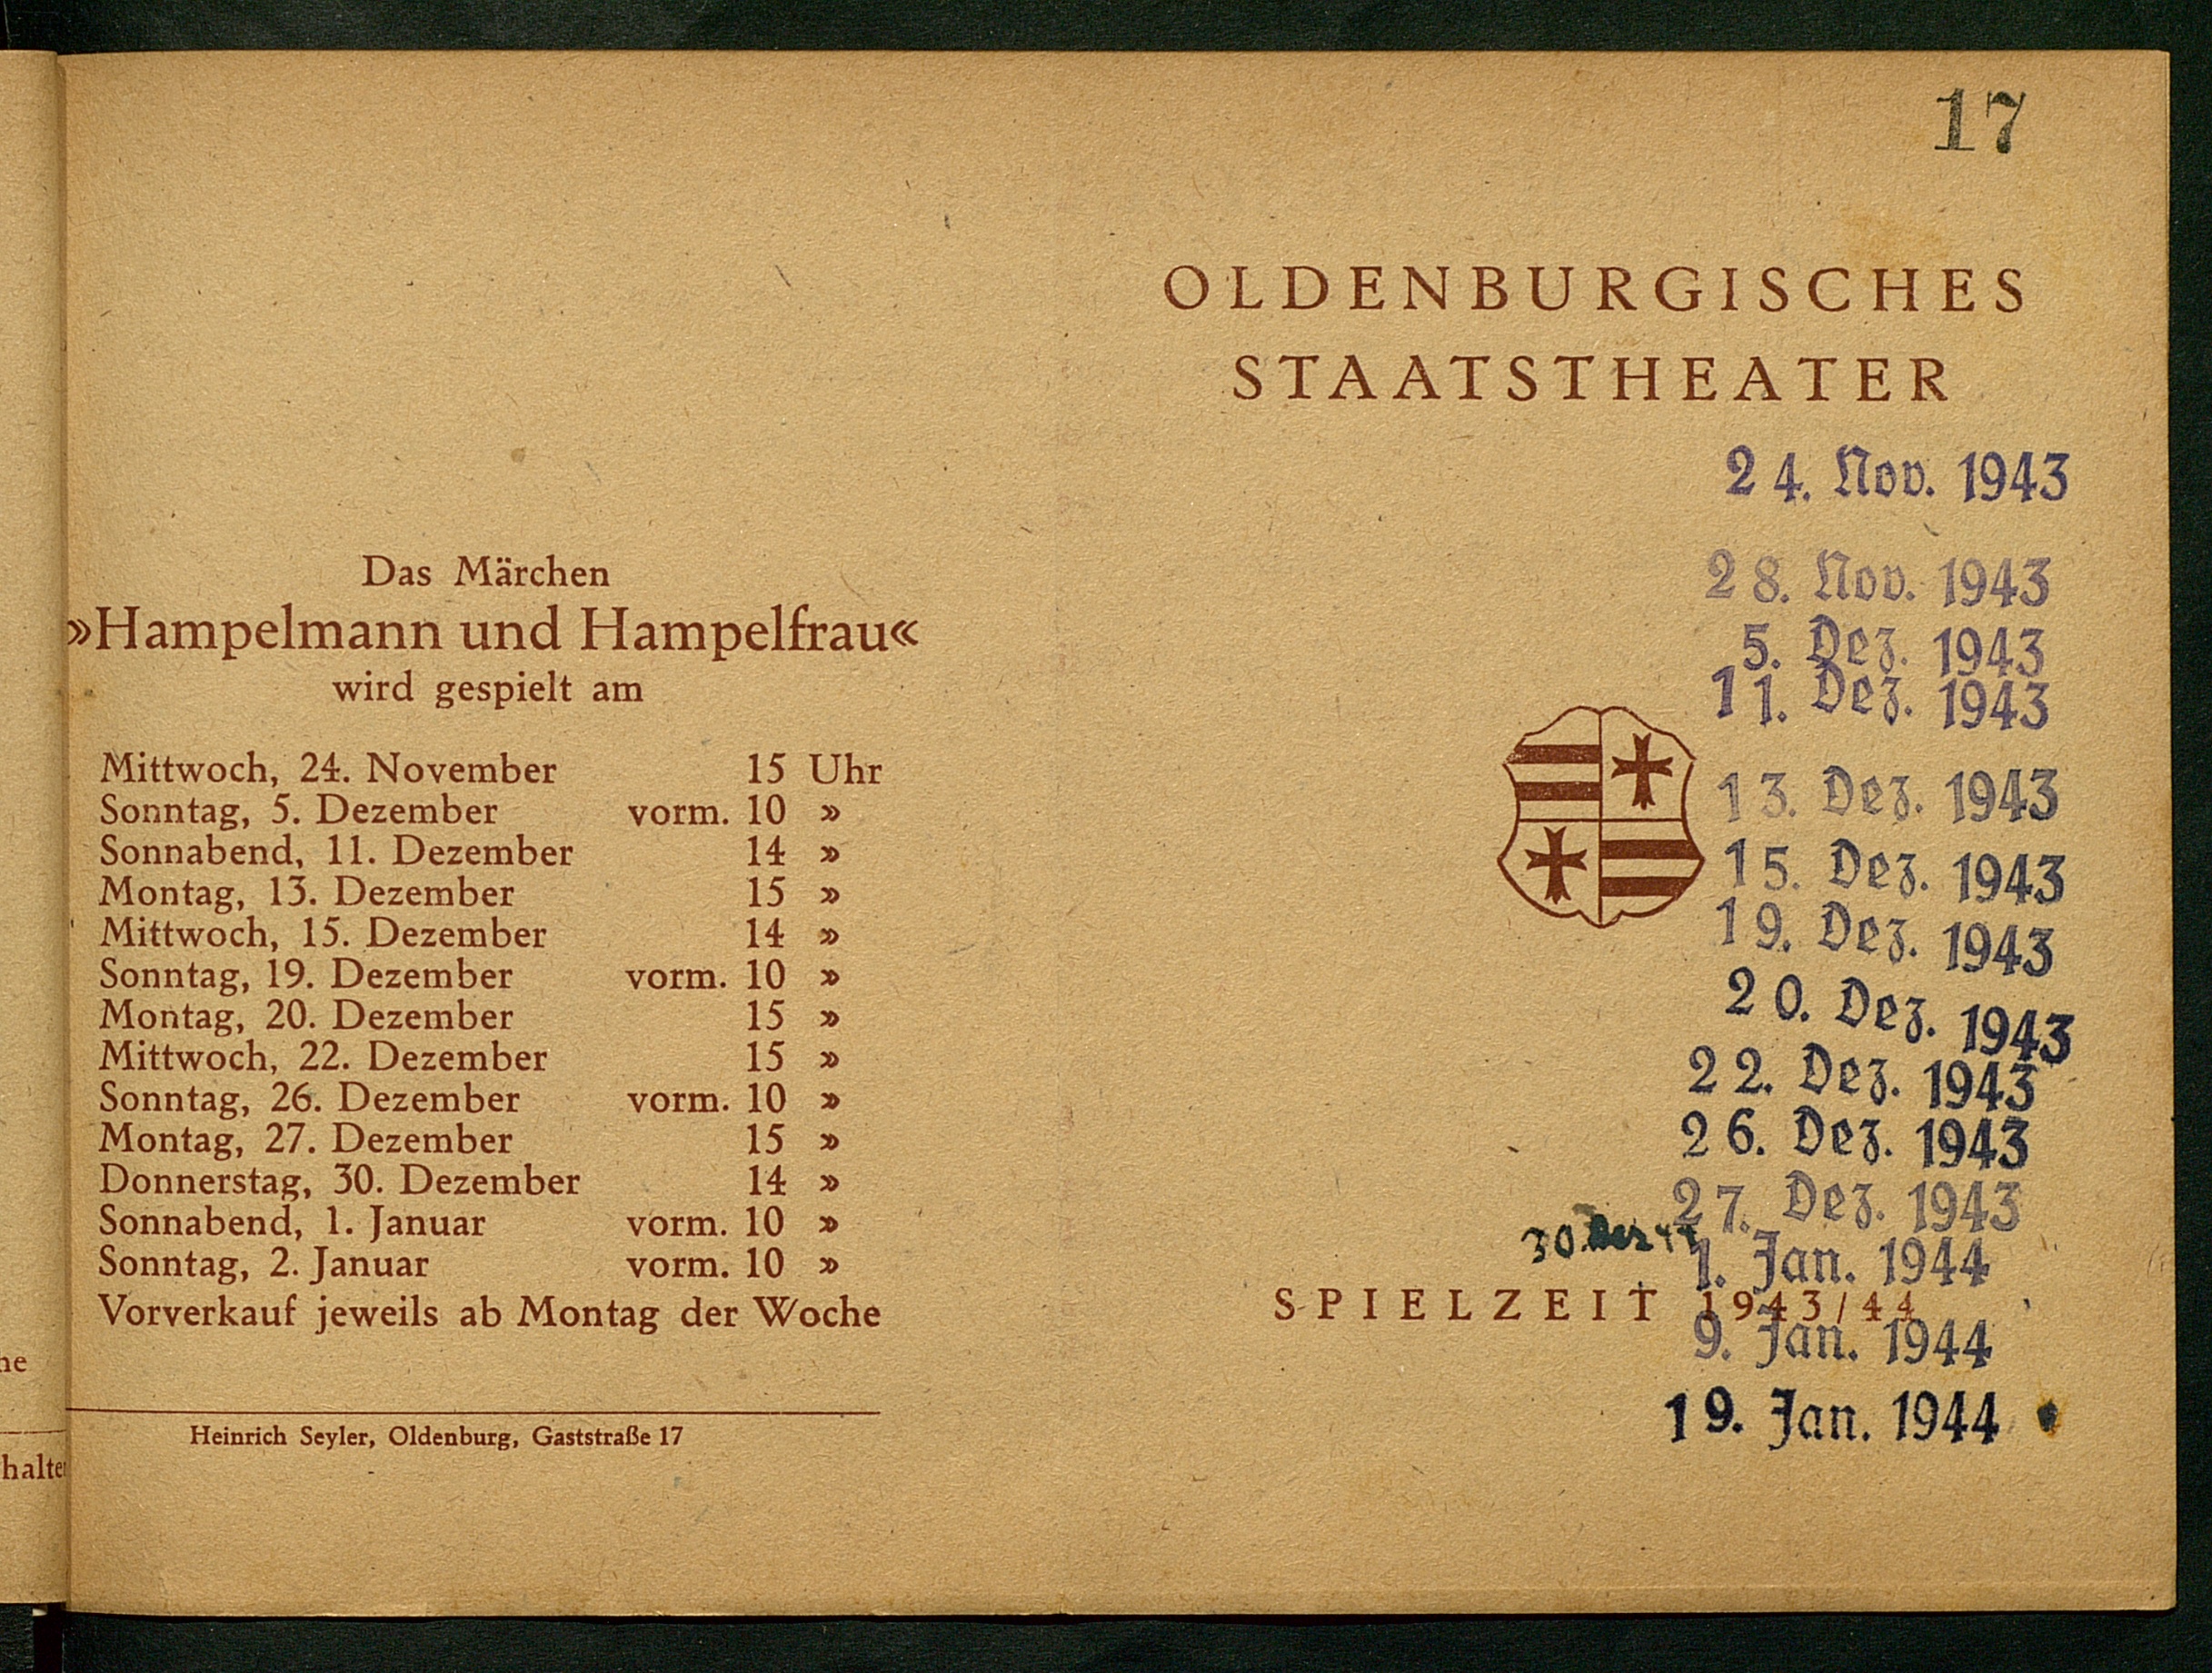 Das Märchen
»Hampelmann und Hampelfrau«
wird gespielt am
Mittwoch, 24. November 15 Uhr
Sonntag, 5. Dezember vorm. 10 »
Sonnabend, 11. Dezember 14 »
Montag, 13. Dezember 15 »
Mittwoch, 15. Dezember 14 »
Sonntag, 19. Dezember vorm. 10 »
Montag, 20. Dezember 15 »
Mittwoch, 22. Dezember 15 »
Sonntag, 26. Dezember vorm. 10 »
Montag, 27. Dezember 15 »
Donnerstag, 30. Dezember 14 »
Sonnabend, 1. Januar vorm. 10 »
Sonntag, 2. Januar vorm. 10 »
Vorverkauf jeweils ab Montag der Woche
Heinrich Seyler, Oldenburg, Gaststraße 17
17
OLDENBURGISCHES
STAATSTHEATER
24. Nov. 1943
28. Nov. 1943
5. Dez. 1943
11. Dez. 1943
13. Dez. 1943
15. Dez. 1943
19. Dez. 1943
20. Dez. 1943
22. Dez. 1943
26. Dez. 1943
27. Dez. 1943
30. Dez
1. Jan. 1944
SPIELZEIT 1943/44
9. Jan. 1944
19. Jan. 1944